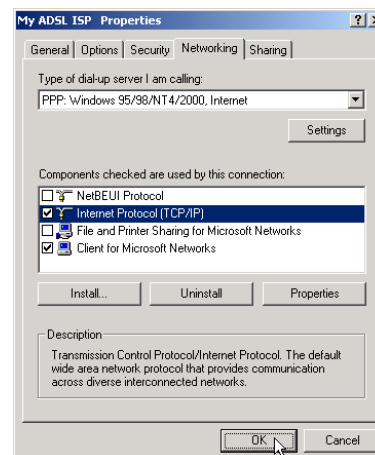 My ADSL ISP Properties
General Options Security Networking Sharing
Type of dial-up server I am calling:
PPP: Windows 95/98/NT4/2000, Internet
Settings
Components checked are used by this connection:
NetBEUI Protocol
Internet Protocol (TCP/IP)
File and Printer Sharing for Microsoft Networks
Client for Microsoft Networks
Install... Uninstall Properties
Description
Transmission Control Protocol/Internet Protocol. The default
wide area network protocol that provides communication
across diverse interconnected networks.
OK Cancel